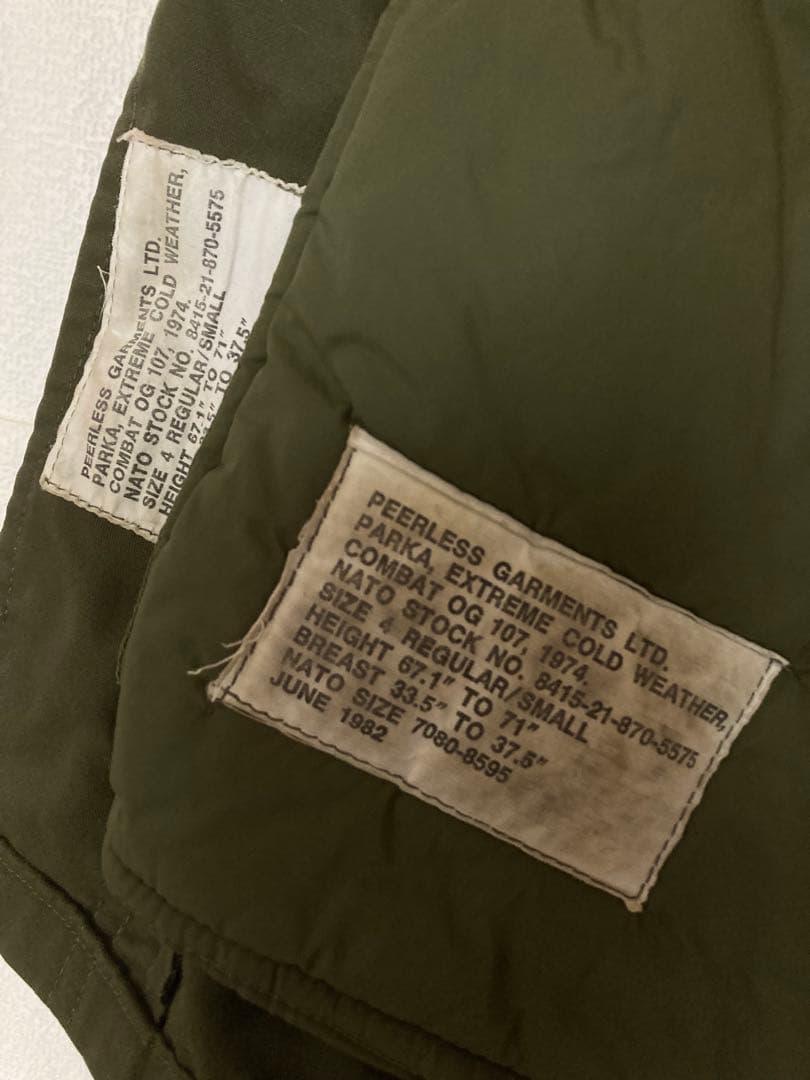 PEERLESS GARMENTS LTD.
PARKA, EXTREME COLD WEATHER,
COMBAT OG 107, 1974.
NATO STOCK NO. 8415-21-870-5575
SIZE 4 REGULAR/SMALL
HEIGHT 67.1" TO 71"
TO 37.5"
PEERLESS GARMENTS LTD.
PARKA, EXTREME COLD WEATHER,
COMBAT OG 107, 1974.
NATO STOCK NO. 8415-21-870-5575
SIZE 4 REGULAR/SMALL
HEIGHT 67.1" TO 71"
BREAST 33.5" TO 37.5"
NATO SIZE 7080-8595
JUNE 1982